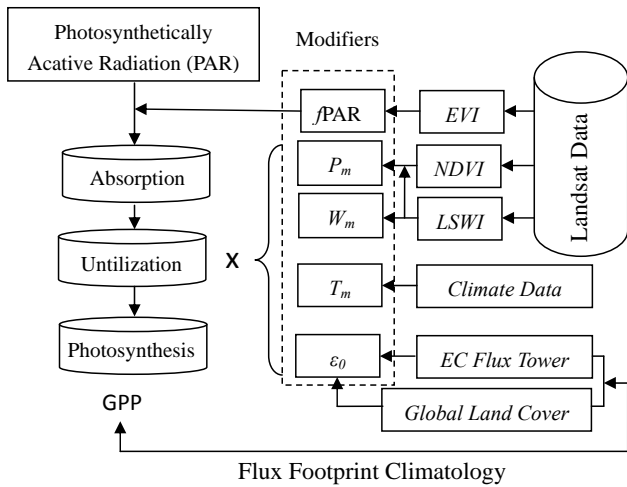 Photosynthetically
Acative Radiation (PAR)
Modifiers
fPAR
EVI
Absorption
Pm
NDVI
Wm
LSWI
Landsat Data
Untilization
X
Tm
Climate Data
Photosynthesis
ε0
EC Flux Tower
GPP
Global Land Cover
Flux Footprint Climatology